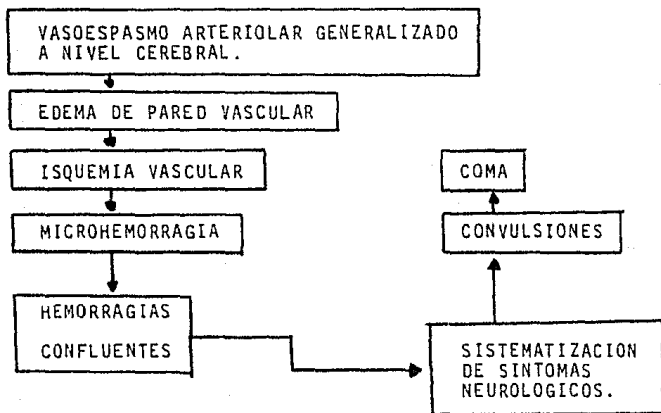 VASOESPASMO ARTERIOLAR GENERALIZADO
A NIVEL CEREBRAL.
EDEMA DE PARED VASCULAR
ISQUEMIA VASCULAR
MICROHEMORRAGIA
HEMORRAGIAS
CONFLUENTES
SISTEMATIZACION
DE SINTOMAS
NEUROLOGICOS.
CONVULSIONES
COMA